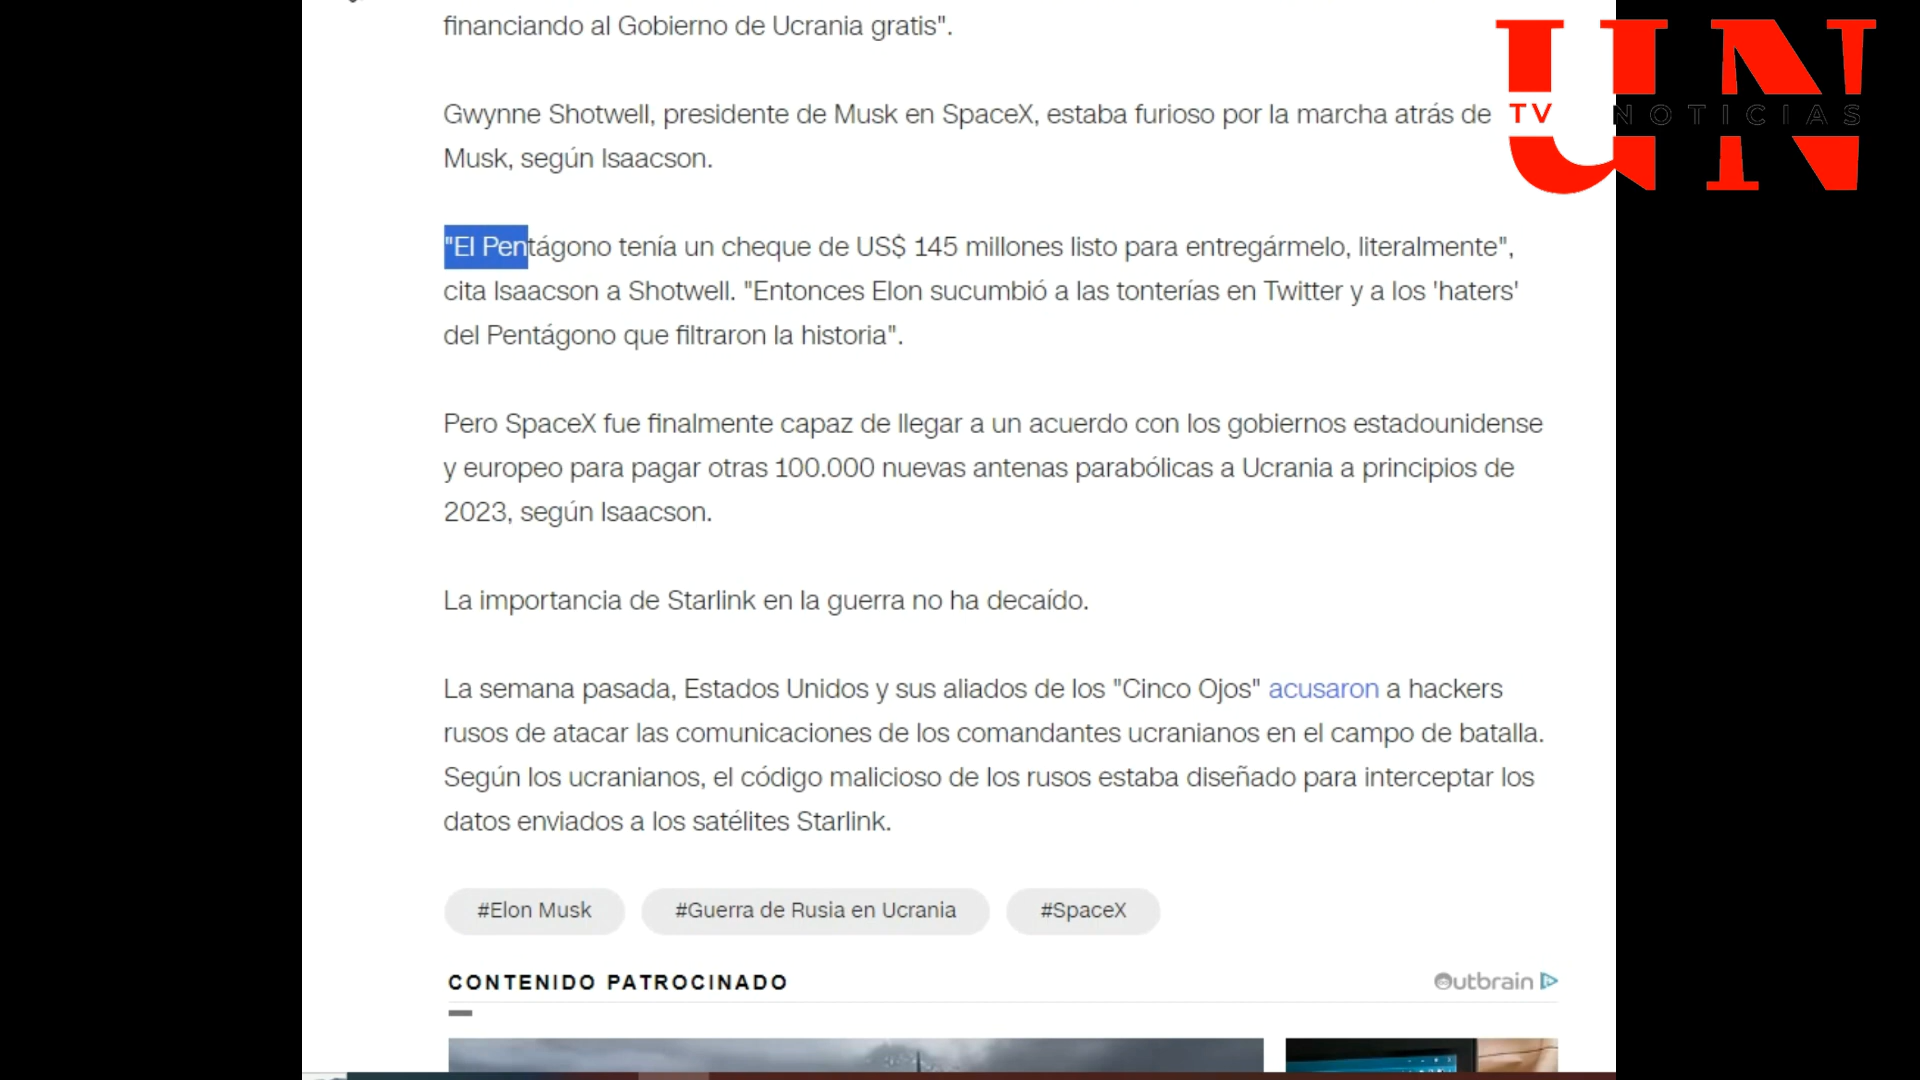 financiando al Gobierno de Ucrania gratis".
Gwynne Shotwell, presidente de Musk en SpaceX, estaba furioso por la marcha atrás de
Musk, según Isaacson.
"El Pentágono tenía un cheque de US$ 145 millones listo para entregármelo, literalmente",
cita Isaacson a Shotwell. "Entonces Elon sucumbió a las tonterías en Twitter y a los 'haters'
del Pentágono que filtraron la historia".
Pero SpaceX fue finalmente capaz de llegar a un acuerdo con los gobiernos estadounidense
y europeo para pagar otras 100.000 nuevas antenas parabólicas a Ucrania a principios de
2023, según Isaacson.
La importancia de Starlink en la guerra no ha decaído.
La semana pasada, Estados Unidos y sus aliados de los "Cinco Ojos" acusaron a hackers
rusos de atacar las comunicaciones de los comandantes ucranianos en el campo de batalla.
Según los ucranianos, el código malicioso de los rusos estaba diseñado para interceptar los
datos enviados a los satélites Starlink.
#Elon Musk #Guerra de Rusia en Ucrania #SpaceX
CONTENIDO PATROCINADO
Outbrain
UN
TV NOTICIAS